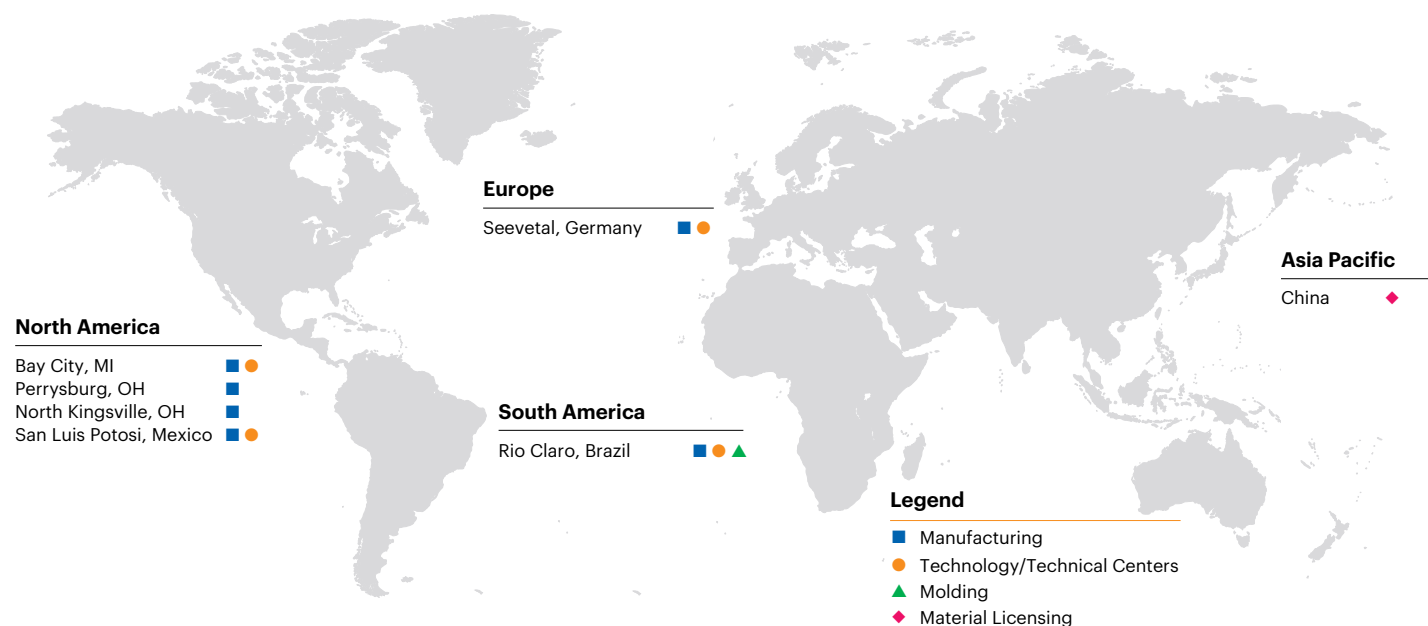 Europe
Seevetal, Germany
Asia Pacific
China
North America
Bay City, MI
Perrysburg, OH
North Kingsville, OH
San Luis Potosi, Mexico
South America
Rio Claro, Brazil
Legend
Manufacturing
Technology/Technical Centers
Molding
Material Licensing